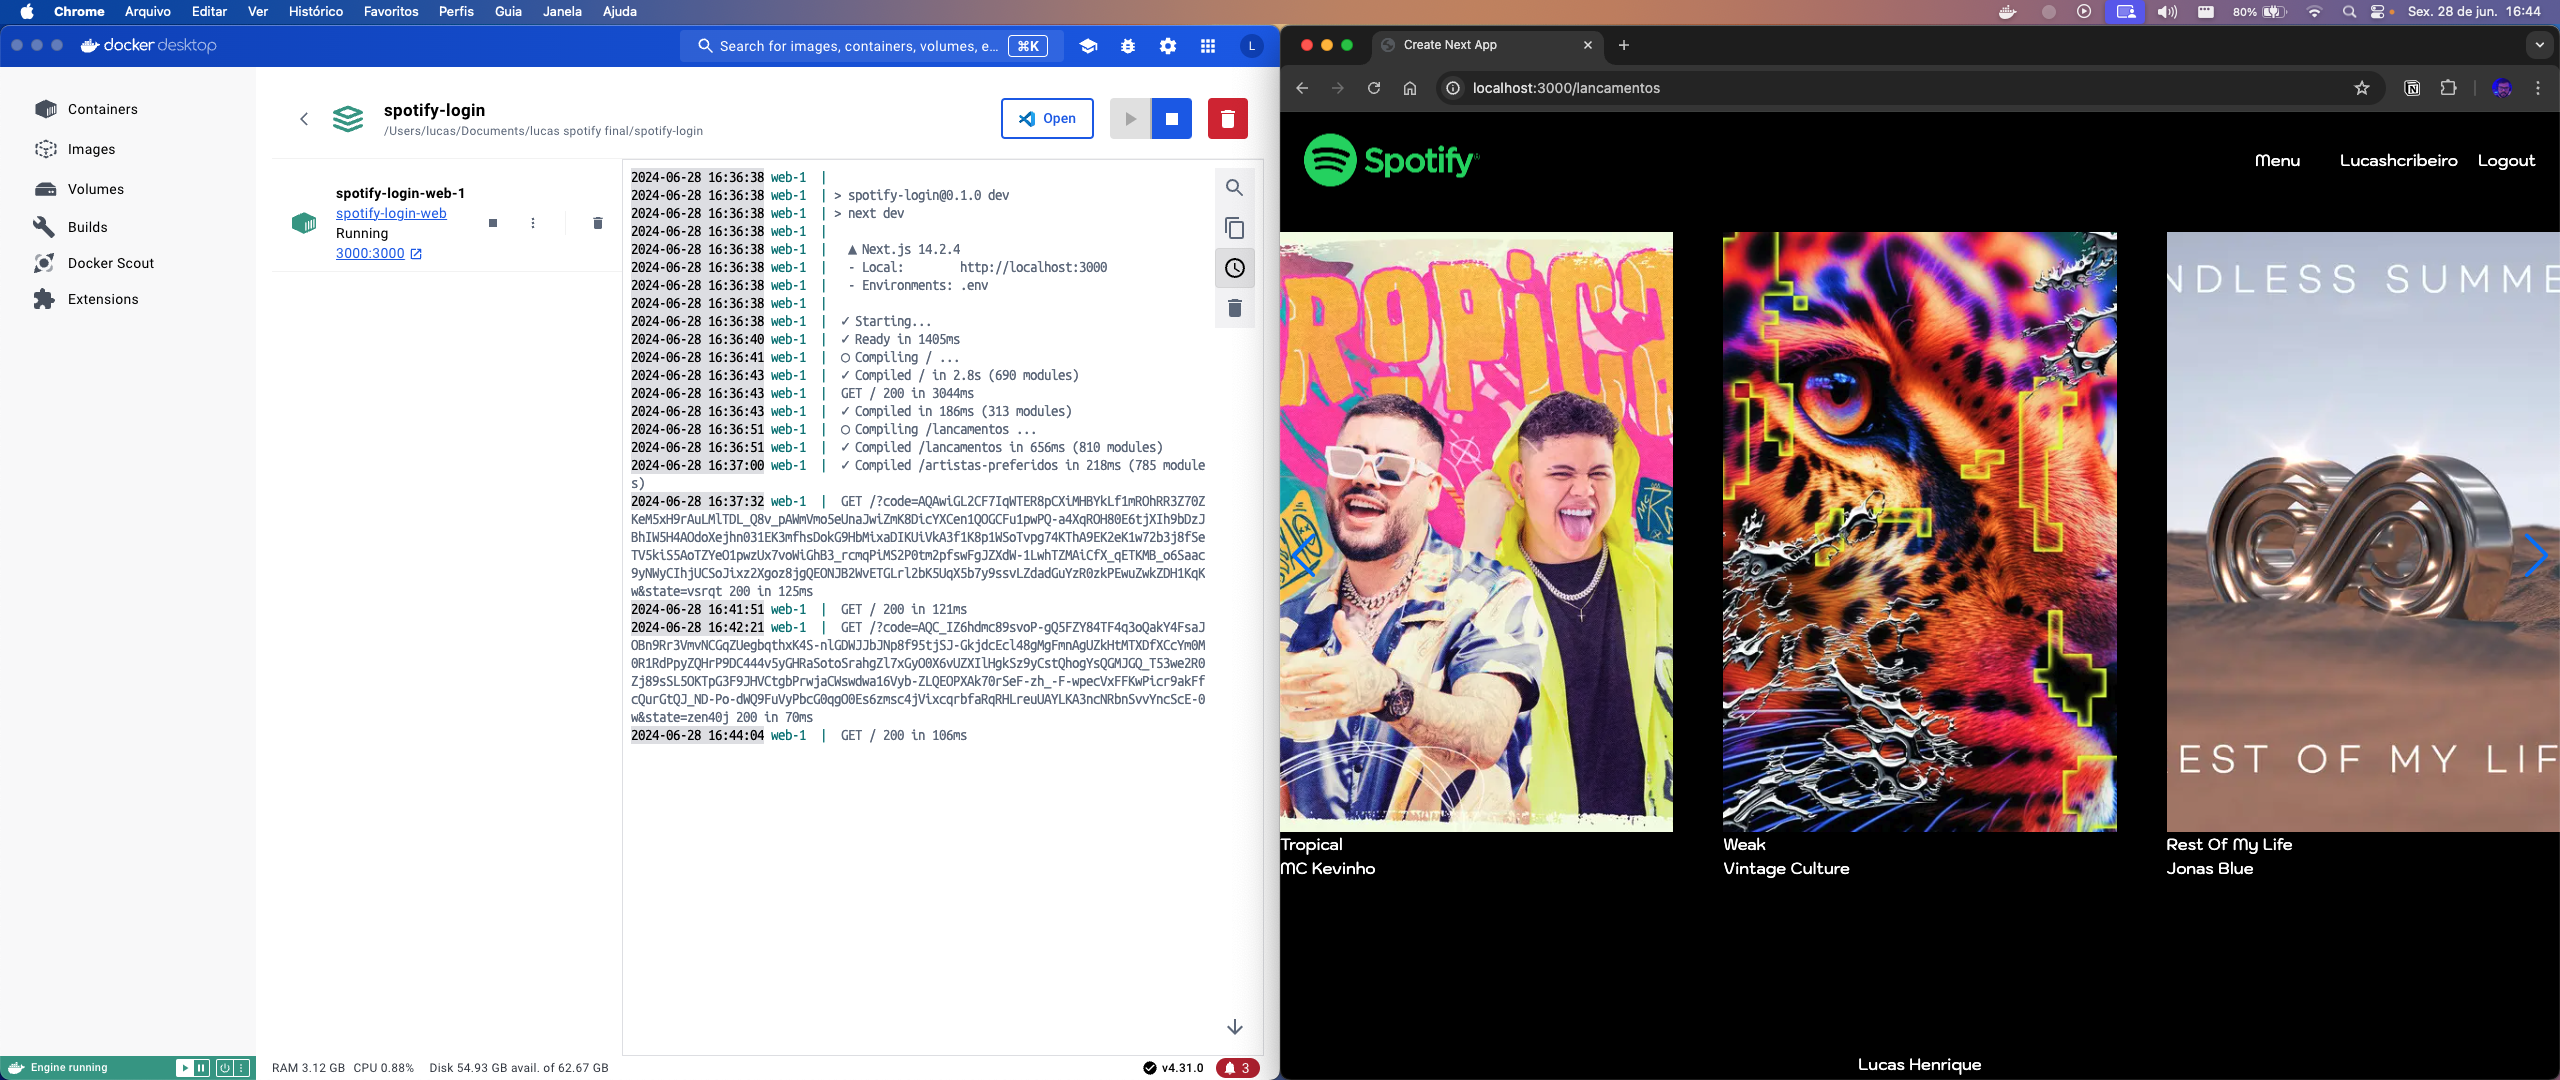 Chrome Arquivo Editar Ver Histórico Favoritos Perfis Guia Janela Ajuda
80% Sex. 28 de jun. 16:44
docker desktop
Search for images, containers, volumes, e... ⌘K
L
Containers
Images
Volumes
Builds
Docker Scout
Extensions
spotify-login
/Users/lucas/Documents/lucas spotify final/spotify-login
Open
spotify-login-web-1
spotify-login-web
Running
3000:3000
2024-06-28 16:36:38 web-1 |
2024-06-28 16:36:38 web-1 | > spotify-login@0.1.0 dev
2024-06-28 16:36:38 web-1 | > next dev
2024-06-28 16:36:38 web-1 |
2024-06-28 16:36:38 web-1 | ▲ Next.js 14.2.4
2024-06-28 16:36:38 web-1 | - Local: http://localhost:3000
2024-06-28 16:36:38 web-1 | - Environments: .env
2024-06-28 16:36:38 web-1 |
2024-06-28 16:36:38 web-1 | ✓ Starting...
2024-06-28 16:36:40 web-1 | ✓ Ready in 1405ms
2024-06-28 16:36:41 web-1 | ○ Compiling / ...
2024-06-28 16:36:43 web-1 | ✓ Compiled / in 2.8s (690 modules)
2024-06-28 16:36:43 web-1 | GET / 200 in 3044ms
2024-06-28 16:36:43 web-1 | ✓ Compiled in 186ms (313 modules)
2024-06-28 16:36:51 web-1 | ○ Compiling /lancamentos ...
2024-06-28 16:36:51 web-1 | ✓ Compiled /lancamentos in 656ms (810 modules)
2024-06-28 16:37:00 web-1 | ✓ Compiled /artistas-preferidos in 218ms (785 module
s)
2024-06-28 16:37:32 web-1 | GET
w&state=vsrqt 200 in 125ms
2024-06-28 16:41:51 web-1 | GET / 200 in 121ms
2024-06-28 16:42:21 web-1 | GET
w&state=zen40j 200 in 70ms
2024-06-28 16:44:04 web-1 | GET / 200 in 106ms
Engine running
RAM 3.12 GB CPU 0.88% Disk 54.93 GB avail. of 62.67 GB
v4.31.0
3
Create Next App
localhost:3000/lancamentos
Spotify
Menu Lucashcribeiro Logout
NDLESS SUMME
EST OF MY LIF
Tropical
MC Kevinho
Weak
Vintage Culture
Rest Of My Life
Jonas Blue
Lucas Henrique